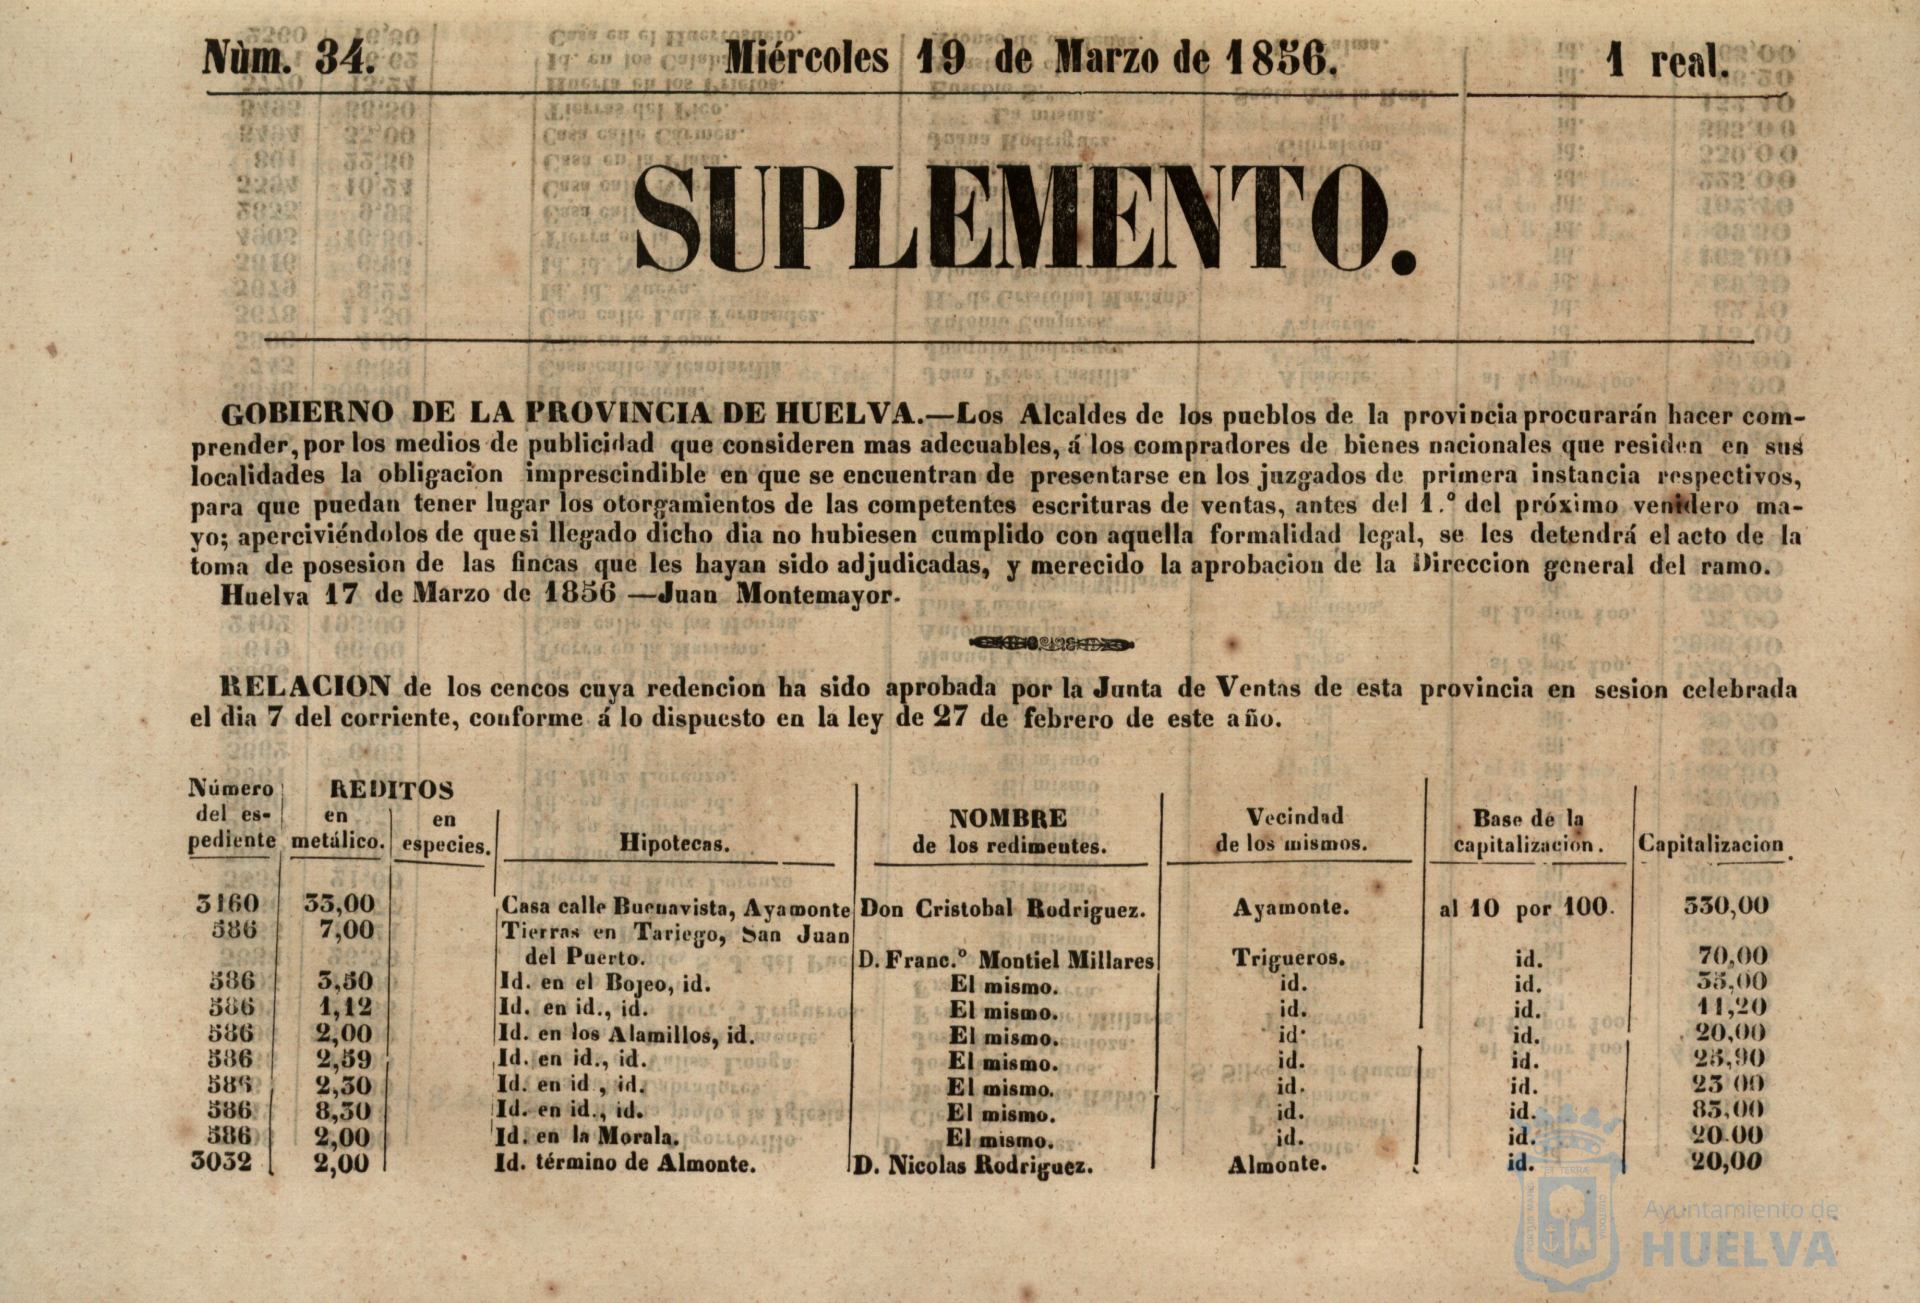 Núm. 34. Miércoles 19 de Marzo de 1856. 1 real.
SUPLEMENTO.
GOBIERNO DE LA PROVINCIA DE HUELVA.—Los Alcaldes de los pueblos de la provincia procurarán hacer com-
prender, por los medios de publicidad que consideren mas adecuables, á los compradores de bienes nacionales que residen en sus
localidades la obligacion imprescindible en que se encuentran de presentarse en los juzgados de primera instancia respectivos,
para que puedan tener lugar los otorgamientos de las competentes escrituras de ventas, antes del 1.º del próximo venidero ma-
yo; aperciviéndolos de que si llegado dicho dia no hubiesen cumplido con aquella formalidad legal, se les detendrá el acto de la
toma de posesion de las fincas que les hayan sido adjudicadas, y merecido la aprobacion de la Direccion general del ramo.
Huelva 17 de Marzo de 1856 —Juan Montemayor.
RELACION de los cencos cuya redencion ha sido aprobada por la Junta de Ventas de esta provincia en sesion celebrada
el dia 7 del corriente, conforme á lo dispuesto en la ley de 27 de febrero de este año.
Número del es-pediente REDITOS en metálico. en especies. Hipotecas. NOMBRE de los redimentes. Vecindad de los mismos. Base de la capitalización. Capitalizacion.
3160 33,00 Casa calle Buenavista, Ayamonte Don Cristobal Rodriguez. Ayamonte. al 10 por 100. 330,00
586 7,00 Tierras en Tariego, San Juan
del Puerto. D. Franc.º Montiel Millares Trigueros. id. 70,00
586 3,50 Id. en el Bojeo, id. El mismo. id. id. 35,00
586 1,12 Id. en id., id. El mismo. id. id. 11,20
586 2,00 Id. en los Alamillos, id. El mismo. id. id. 20,00
586 2,59 Id. en id., id. El mismo. id. id. 25,90
586 2,30 Id. en id , id. El mismo. id. id. 23 00
586 8,30 Id. en id., id. El mismo. id. id. 83,00
586 2,00 Id. en la Morala. El mismo. id. id. 20.00
3032 2,00 Id. término de Almonte. D. Nicolas Rodriguez. Almonte. id. 20,00
Ayuntamiento de
HUELVA